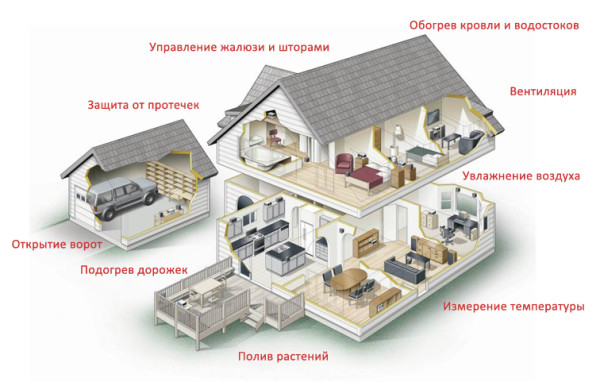 Обогрев кровли и водостоков
Управление жалюзи и шторами
Вентиляция
Защита от протечек
Увлажнение воздуха
Открытие ворот
Подогрев дорожек
Измерение температуры
Полив растений